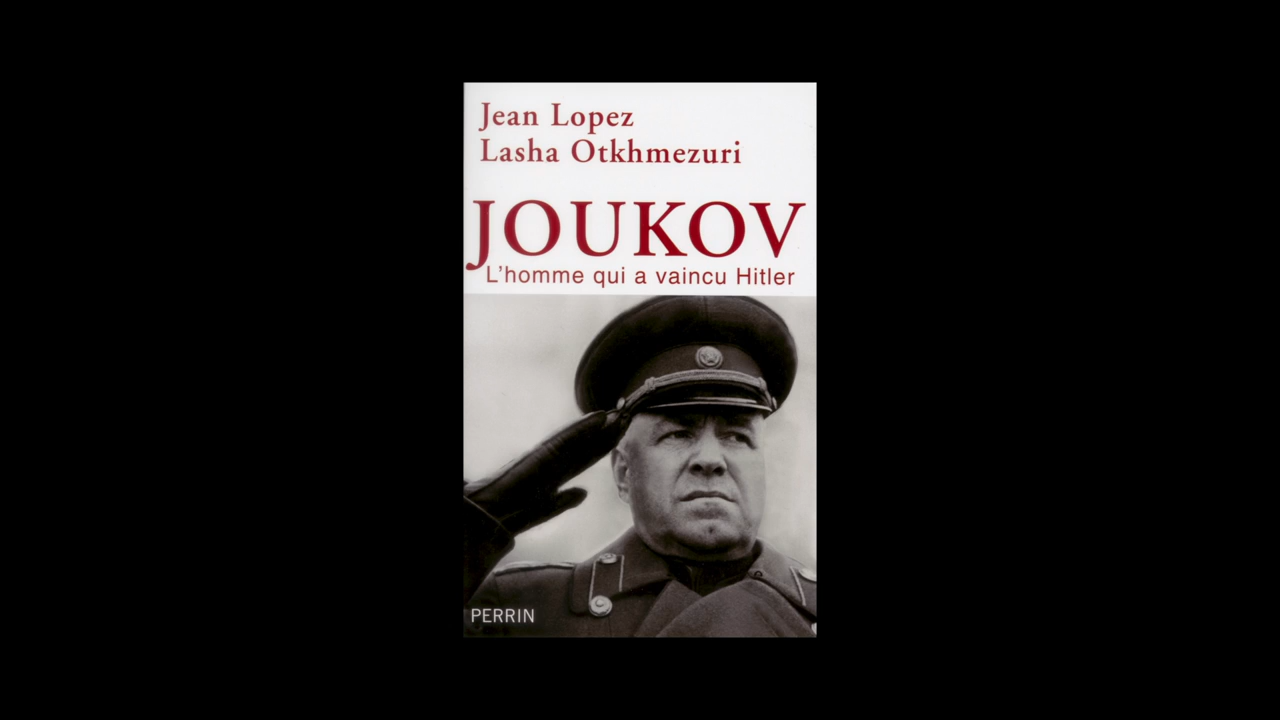 Jean Lopez
Lasha Otkhmezuri
JOUKOV
L'homme qui a vaincu Hitler
PERRIN